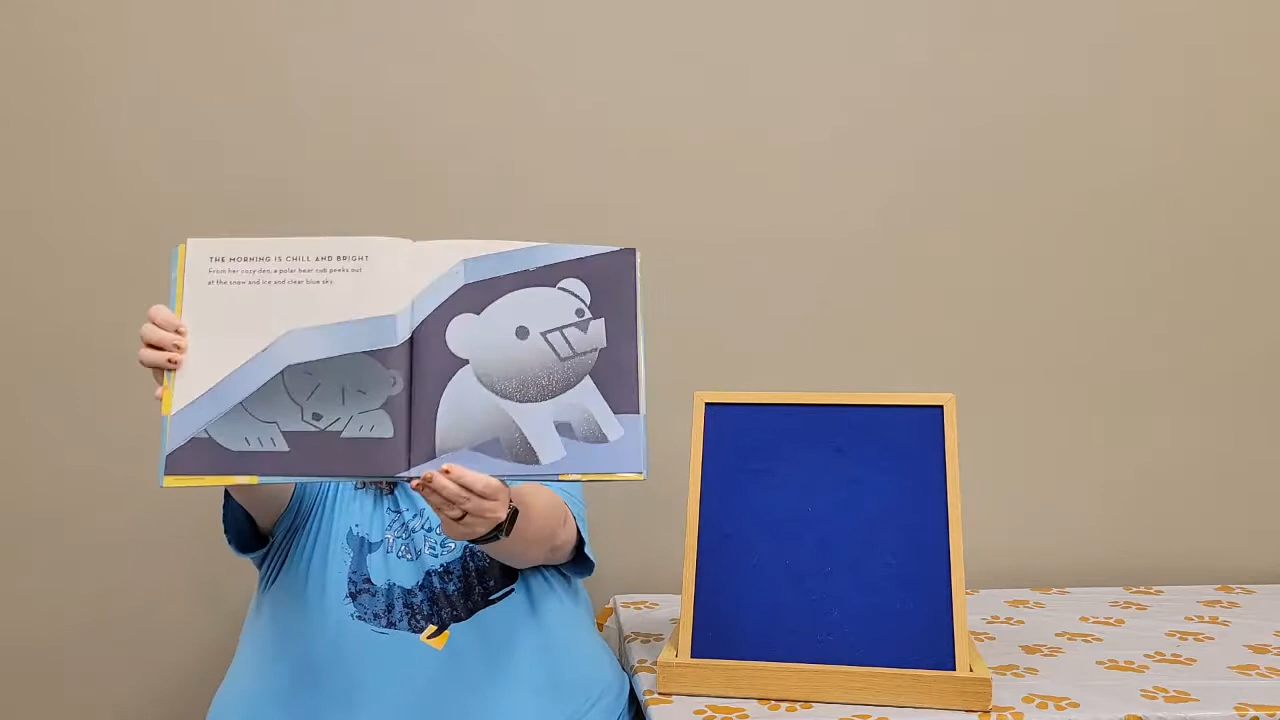 THE MORNING IS CHILL AND BRIGHT
From her cozy den, a polar bear cub peeks out
at the snow and ice and clear blue sky.
TALES